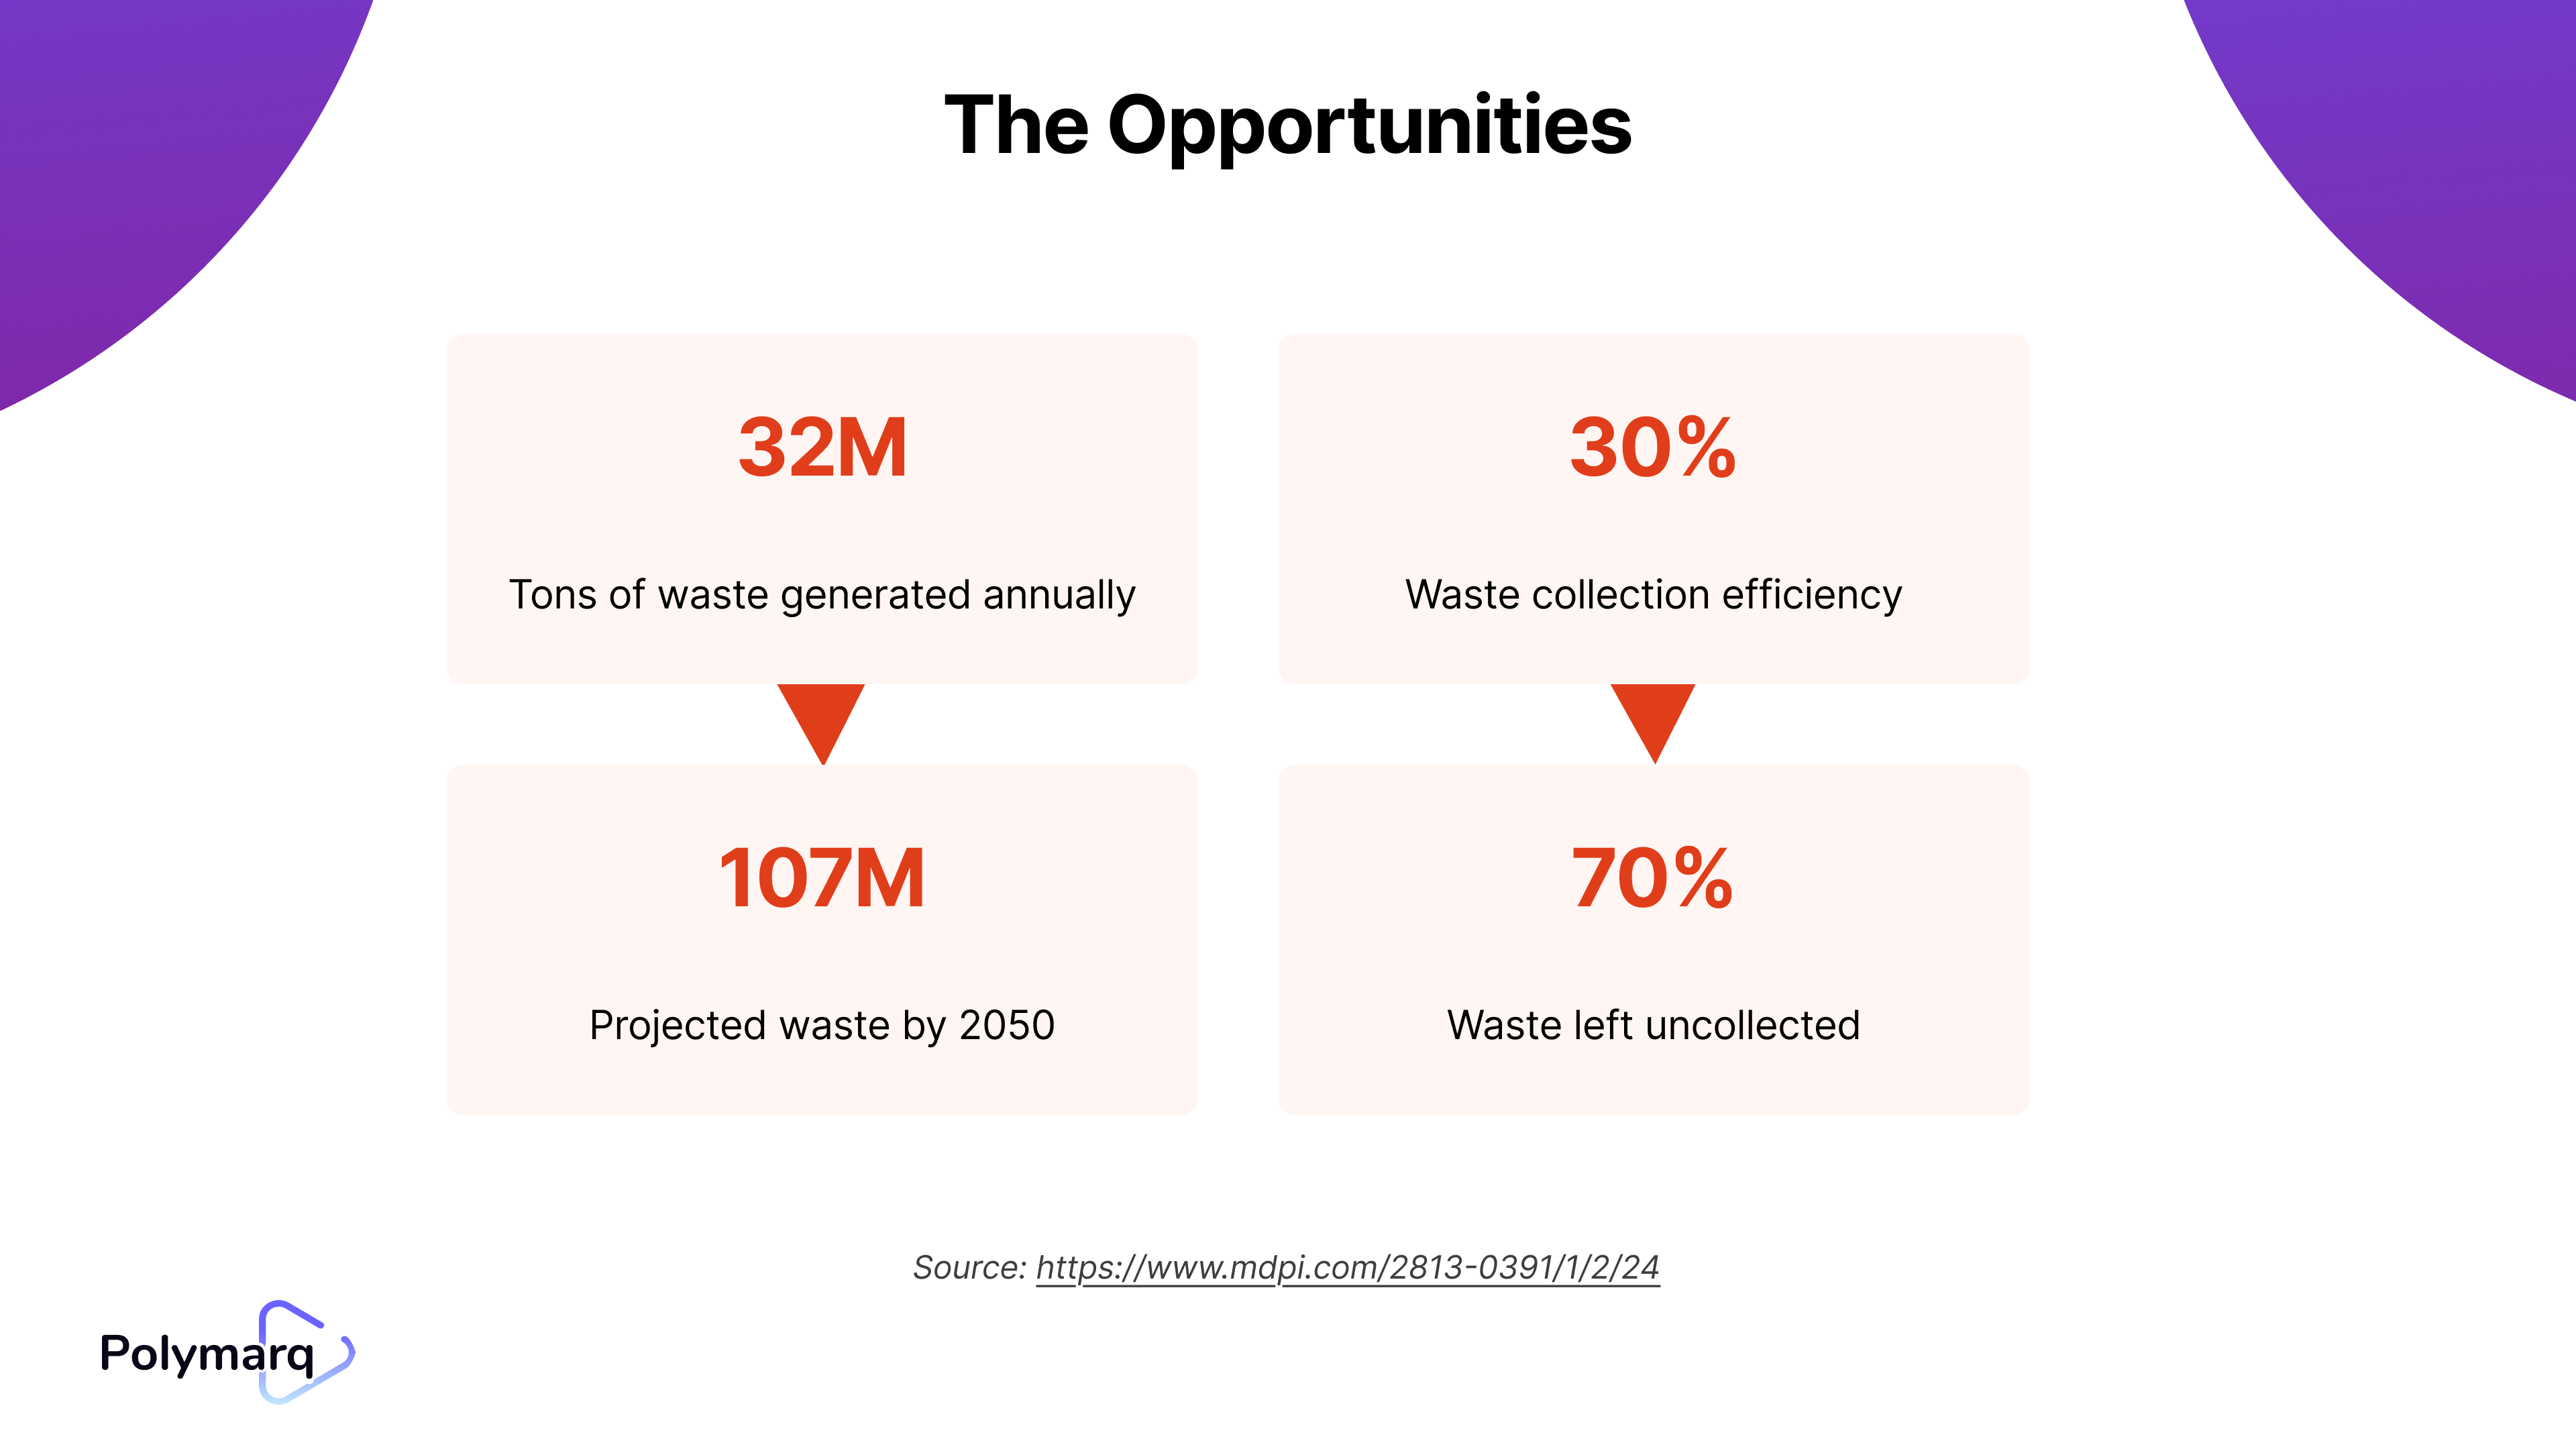 The Opportunities
32M
Tons of waste generated annually
30%
Waste collection efficiency
107M
Projected waste by 2050
70%
Waste left uncollected
Source: https://www.mdpi.com/2813-0391/1/2/24
Polymarq